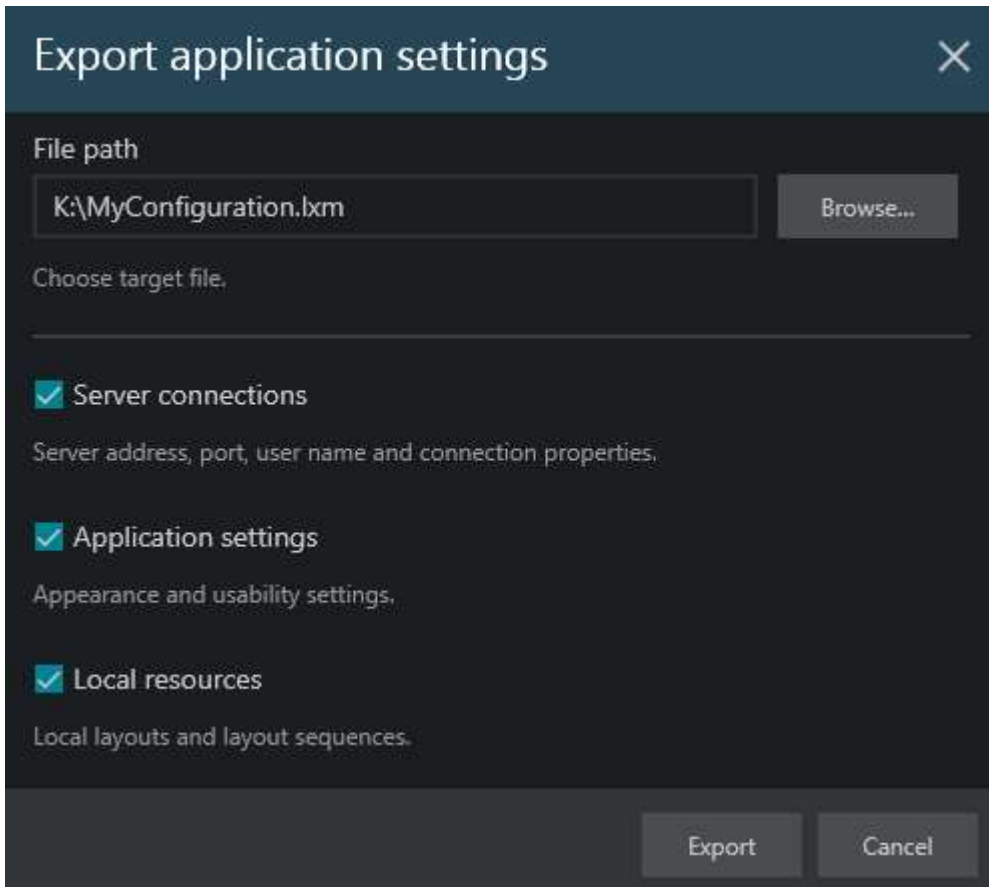 Export application settings
File path
K:\MyConfiguration.lxm
Browse...
Choose target file.
Server connections
Server address, port, user name and connection properties.
Application settings
Appearance and usability settings.
Local resources
Local layouts and layout sequences.
Export
Cancel